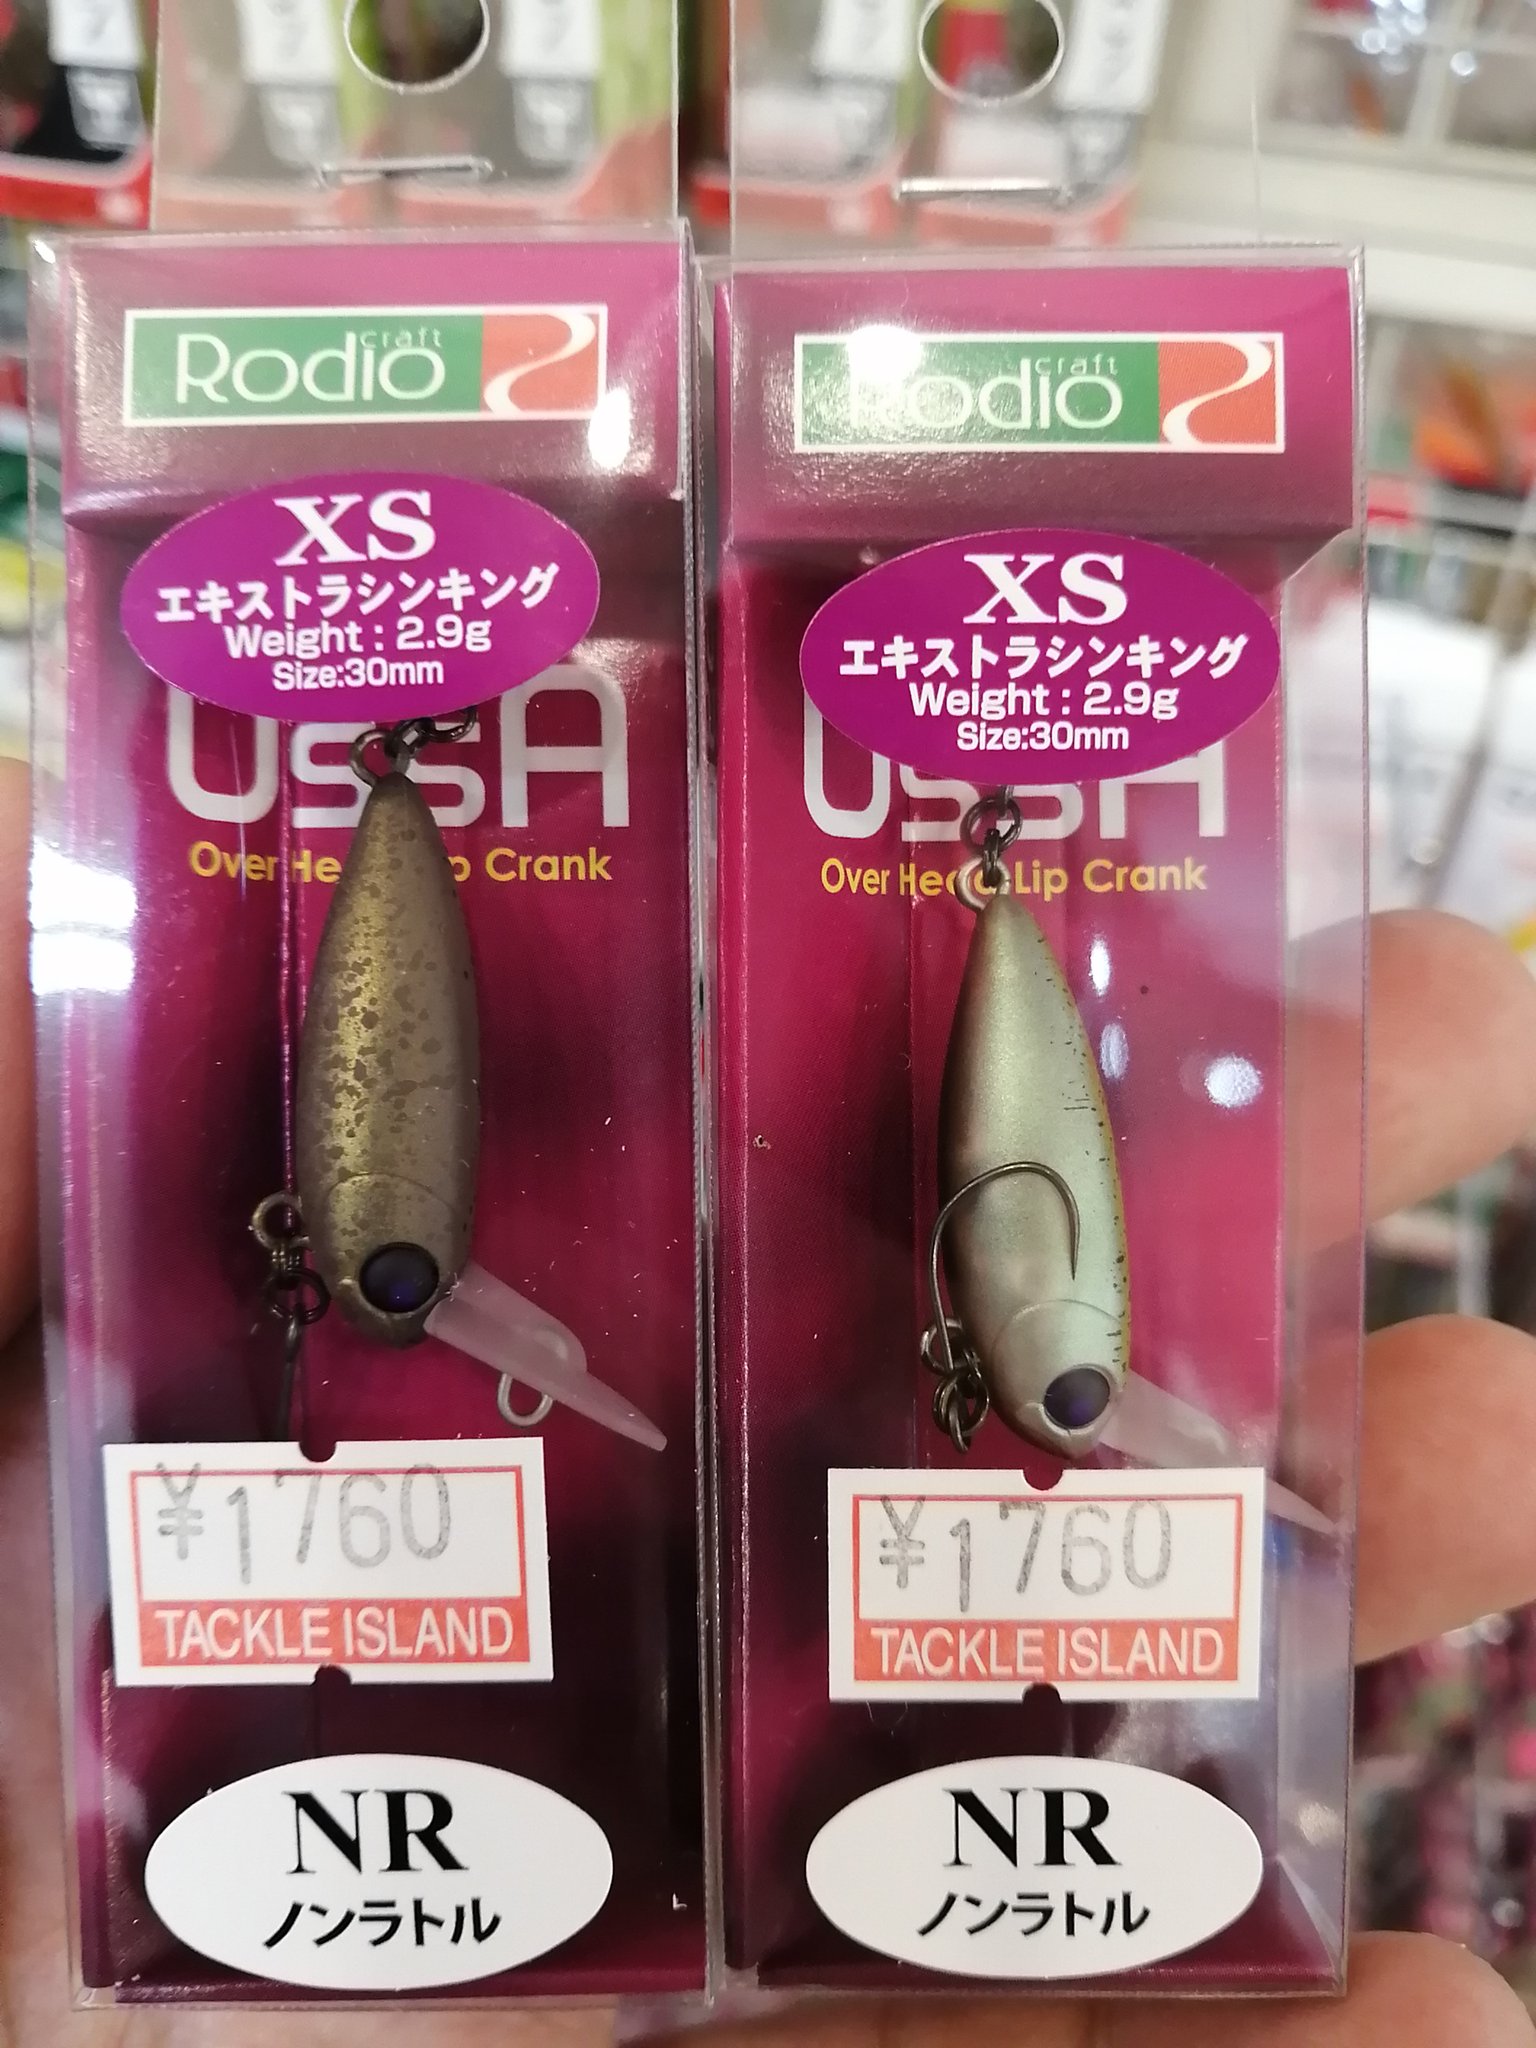 Rodio craft
XS
エキストラシンキング
Weight : 2.9g
Size:30mm
ussA
Over Crank
¥1760
TACKLE ISLAND
NR
ノンラトル
Rodio craft
XS
エキストラシンキング
Weight : 2.9g
Size:30mm
ussA
Over Head Lip Crank
¥1760
TACKLE ISLAND
NR
ノンラトル